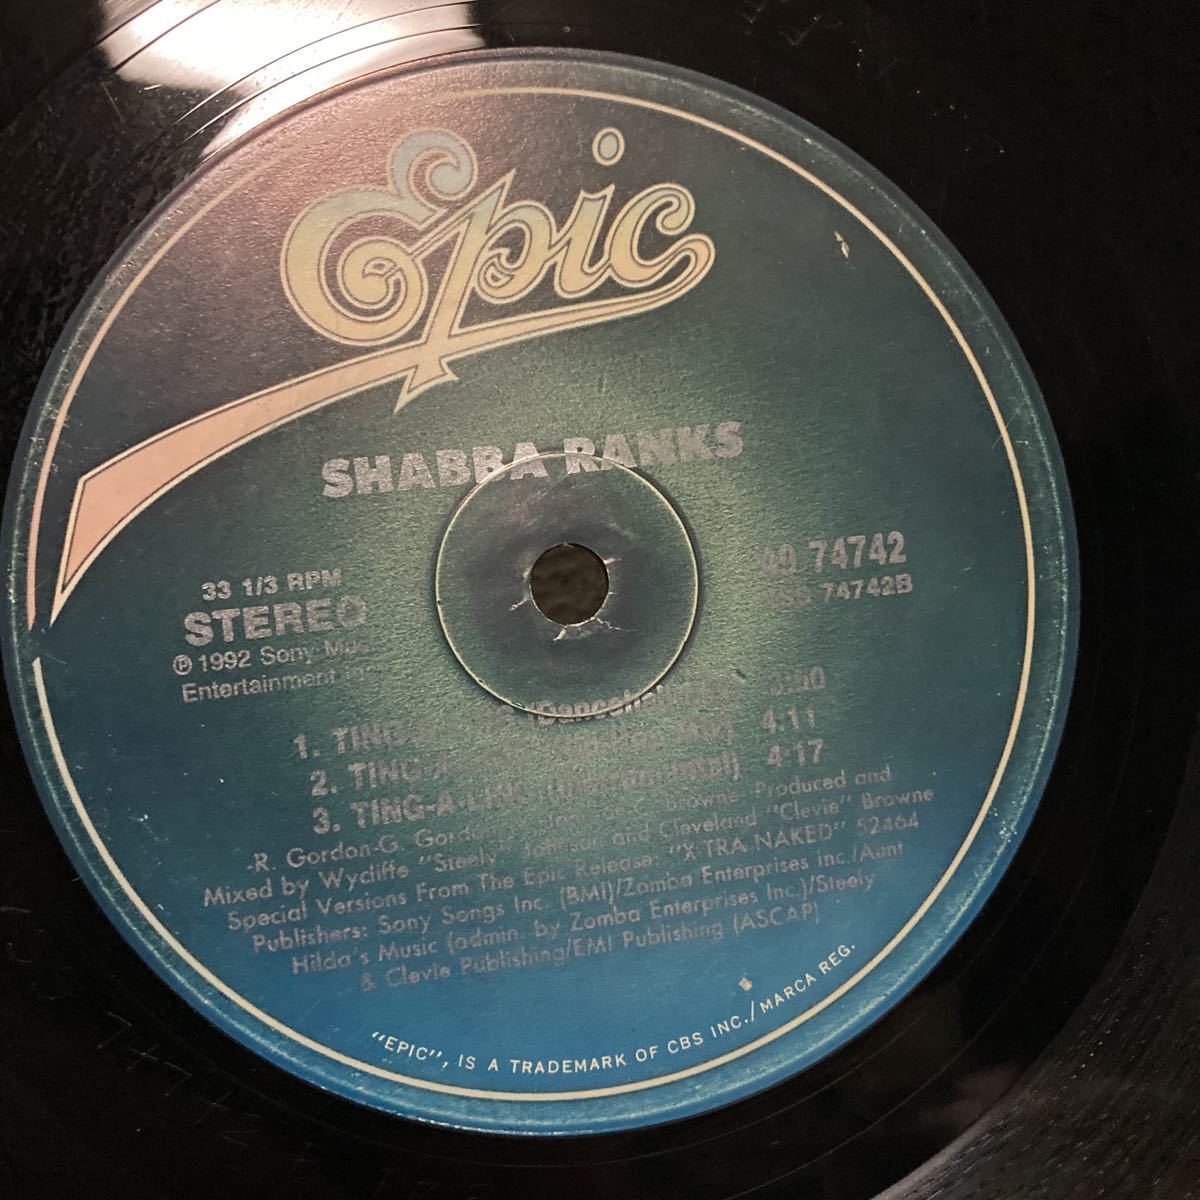 Epic
SHABBA RANKS
33 1/3 RPM
STEREO
℗ 1992 Sony
Entertainment
74742
74742B
1. TING
2. TING-A 4:11
3. TING-A-LING (Instrumental) 4:17
-R. Gordon-G. Gordon Browne- Produced and
Mixed by Wycliffe "Steely" Johnson and Cleveland "Clevie" Browne
Special Versions From The Epic Release: "X TRA NAKED" 52464
Publishers: Sony Songs Inc. (BMI)/Zomba Enterprises Inc./Aunt
Hilda's Music (admin. by Zomba Enterprises Inc.)/Steely
& Clevie Publishing/EMI Publishing (ASCAP)
"EPIC", IS A TRADEMARK OF CBS INC./MARCA REG.